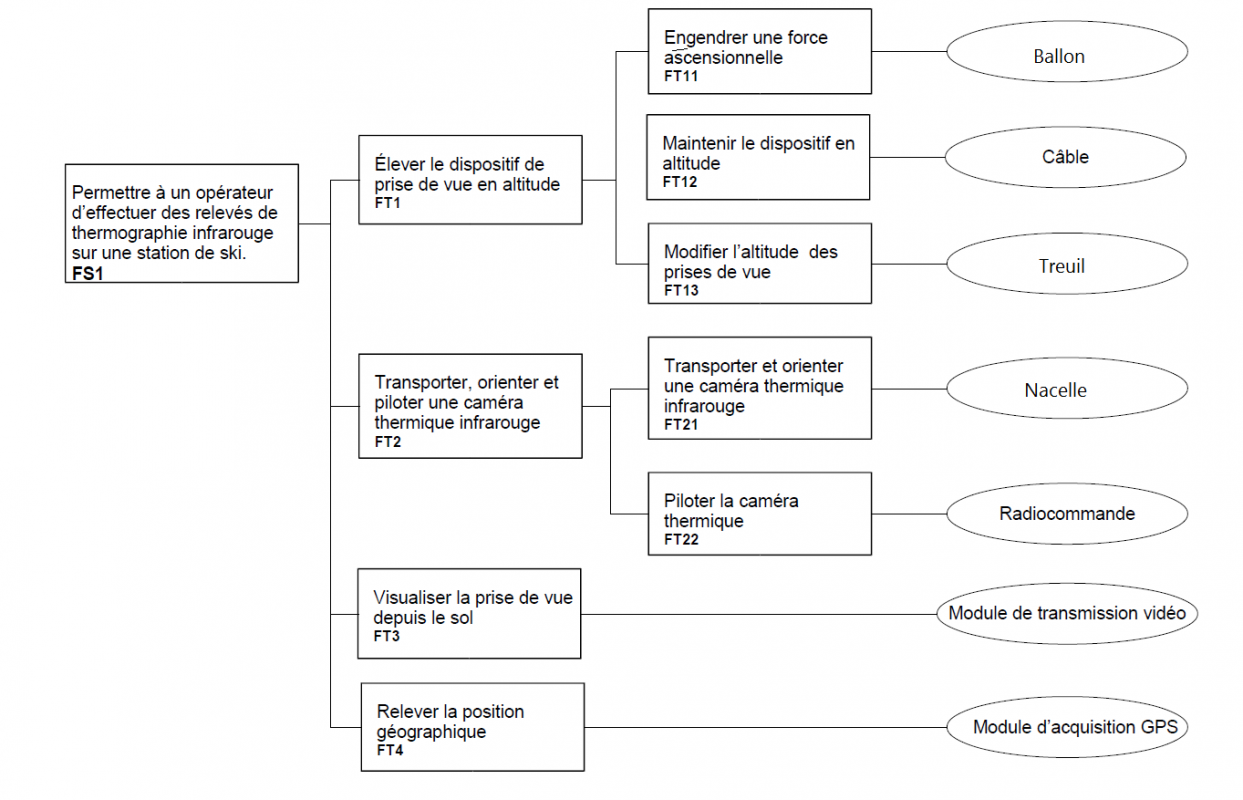 Permettre à un opérateur
d'effectuer des relevés de
thermographie infrarouge
sur une station de ski.
FS1
Élever le dispositif de
prise de vue en altitude
FT1
Engendrer une force
ascensionnelle
FT11
Ballon
Maintenir le dispositif en
altitude
FT12
Câble
Modifier l'altitude des
prises de vue
FT13
Treuil
Transporter, orienter et
piloter une caméra
thermique infrarouge
FT2
Transporter et orienter
une caméra thermique
infrarouge
FT21
Nacelle
Piloter la caméra
thermique
FT22
Radiocommande
Visualiser la prise de vue
depuis le sol
FT3
Module de transmission vidéo
Relever la position
géographique
FT4
Module d'acquisition GPS